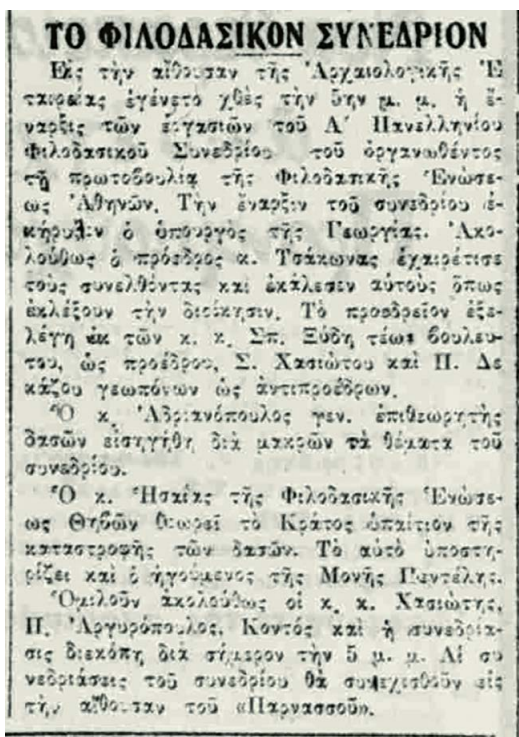 ΤΟ ΦΙΛΟΔΑΣΙΚΟΝ ΣΥΝΕΔΡΙΟΝ
Εἰς τὴν αἴθουσαν τῆς Ἀρχαιολογικῆς Ἑ
ταιρείας ἐγένετο χθὲς τὴν 5ην μ. μ. ἡ ἔ-
ναρξις τῶν ἐργασιῶν τοῦ Α΄ Πανελληνίου
Φιλοδασικοῦ Συνεδρίου τοῦ ὀργανωθέντος
τῇ πρωτοβουλίᾳ τῆς Φιλοδασικῆς Ἑνώσε-
ως Ἀθηνῶν. Τὴν ἔναρξιν τοῦ συνεδρίου ἐ-
κήρυξεν ὁ ὑπουργὸς τῆς Γεωργίας. Ἀκο-
λούθως ὁ πρόεδρος κ. Τσάκωνας ἐχαιρέτισε
τοὺς συνελθόντας καὶ ἐκάλεσεν αὐτοὺς ὅπως
ἐκλέξουν τὴν διοίκησιν. Τὸ προεδρεῖον ἐξε-
λέγη ἐκ τῶν κ. κ. Σπ. Ξύδη τέως βουλευ-
του, ὡς προέδρου, Σ. Χασιώτου καὶ Π. Δε
κάζου γεωπόνων ὡς ἀντιπροέδρων.
Ὁ κ. Ἀδριανόπουλος γεν. ἐπιθεωρητὴς
δασῶν εἰσηγήθη διὰ μακρῶν τὰ θέματα τοῦ
συνεδρίου.
Ὁ κ. Ἠσαΐας τῆς Φιλοδασικῆς Ἑνώσε-
ως Θηβῶν θεωρεῖ τὸ Κράτος ὑπαίτιον τῆς
καταστροφῆς τῶν δασῶν. Τὸ αὐτὸ ὑποστη-
ρίζει καὶ ὁ ἡγούμενος τῆς Μονῆς Πεντέλης.
Ὁμιλοῦν ἀκολούθως οἱ κ. κ. Χασιώτης,
Π. Ἀργυρόπουλος, Κοντὸς καὶ ἡ συνεδρία-
σις διεκόπη διὰ σήμερον τὴν 5 μ. μ. Αἱ συ
νεδριάσεις τοῦ συνεδρίου θὰ συνεχισθοῦν εἰς
τὴν αἴθουσαν τοῦ «Παρνασσοῦ».